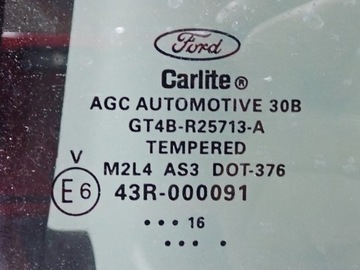 Ford
Carlite®
AGC AUTOMOTIVE 30B
GT4B-R25713-A
TEMPERED
V
M2L4 AS3 DOT-376
E6 43R-000091
••• 16
••• •